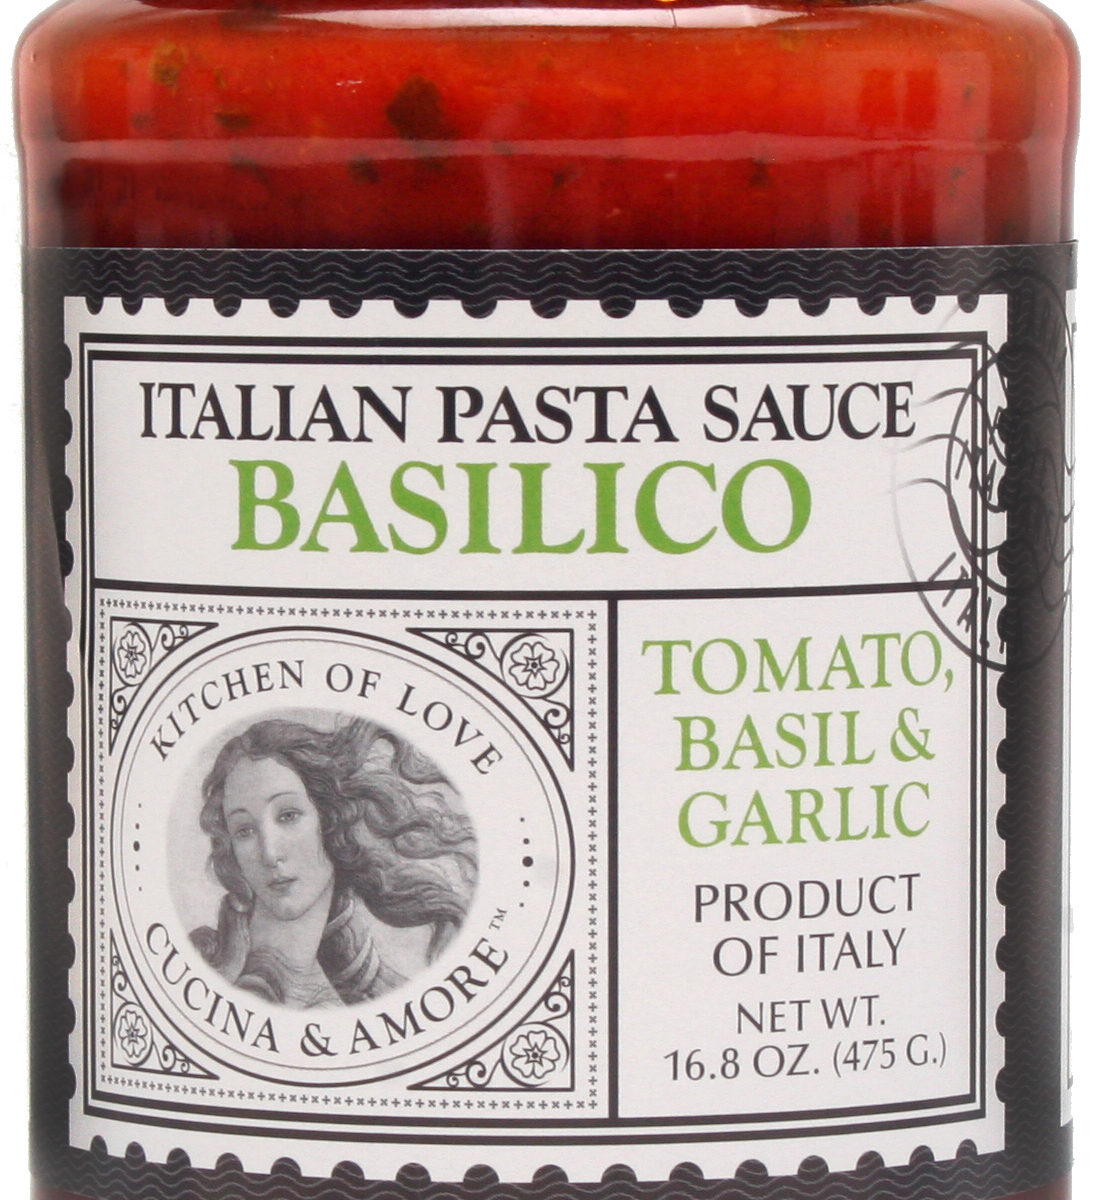 ITALIAN PASTA SAUCE
BASILICO
KITCHEN OF LOVE
CUCINA & AMORE™
TOMATO,
BASIL &
GARLIC
PRODUCT
OF ITALY
NET WT.
16.8 OZ. (475 G.)